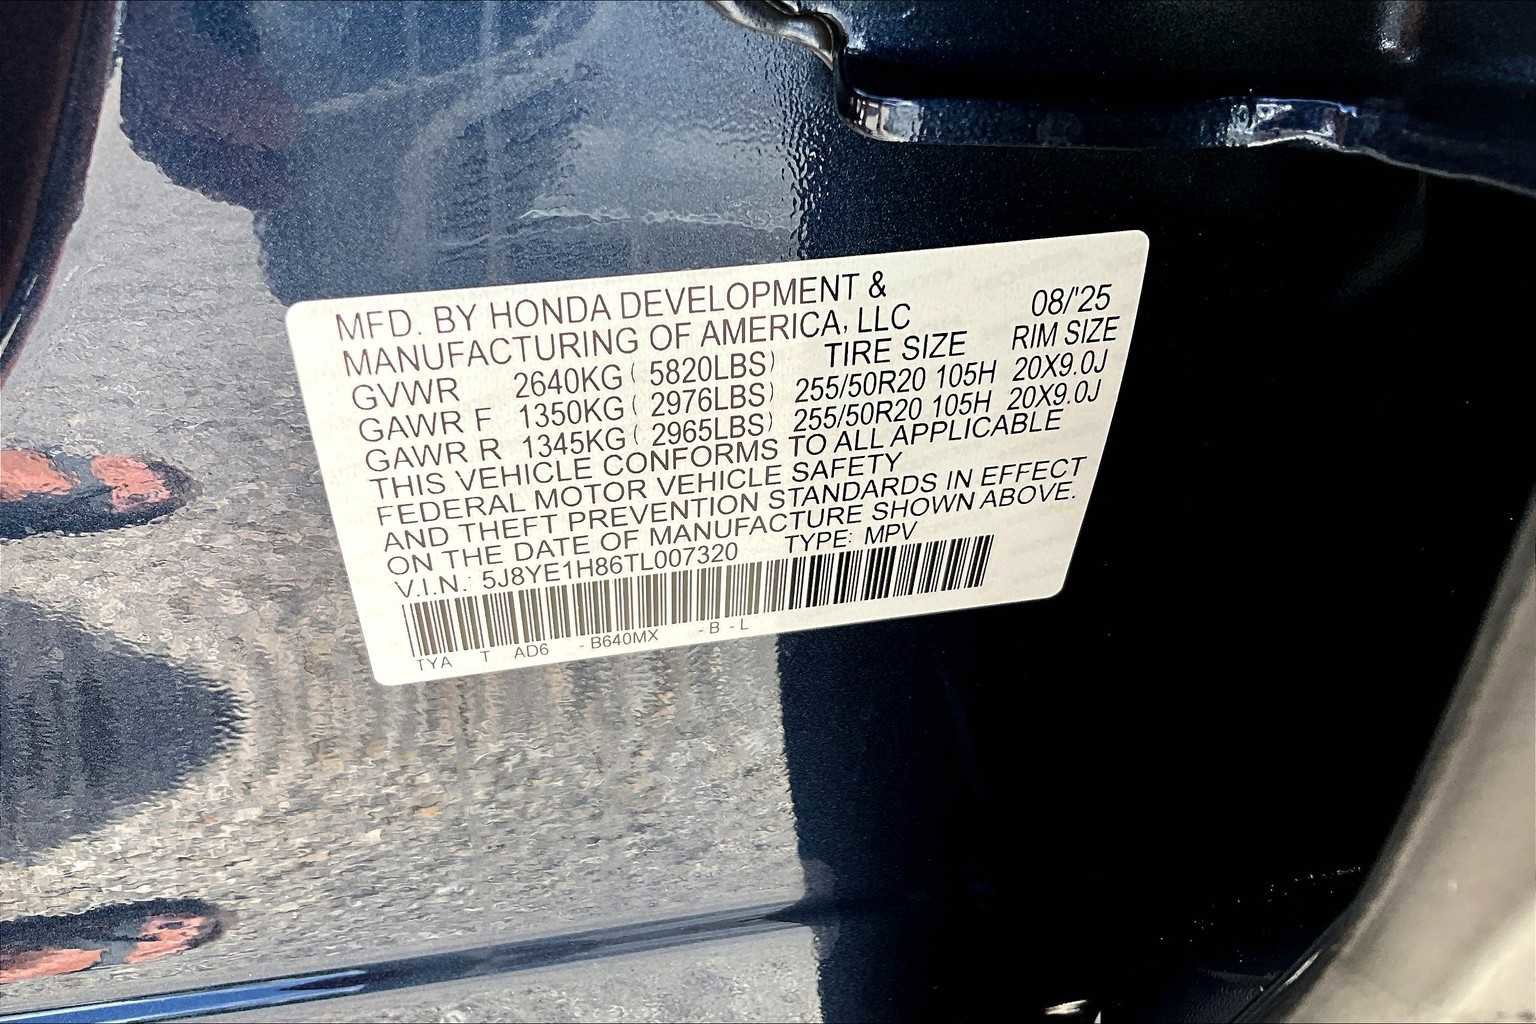 MFD. BY HONDA DEVELOPMENT & 08/'25
MANUFACTURING OF AMERICA, LLC
TIRE SIZE RIM SIZE
GVWR 2640KG ( 5820LBS)
GAWR F 1350KG ( 2976LBS) 255/50R20 105H 20X9.0J
GAWR R 1345KG ( 2965LBS) 255/50R20 105H 20X9.0J
THIS VEHICLE CONFORMS TO ALL APPLICABLE
FEDERAL MOTOR VEHICLE SAFETY
AND THEFT PREVENTION STANDARDS IN EFFECT
ON THE DATE OF MANUFACTURE SHOWN ABOVE.
V.I.N.: 5J8YE1H86TL007320 TYPE: MPV
TYA T AD6 - B640MX - B - L